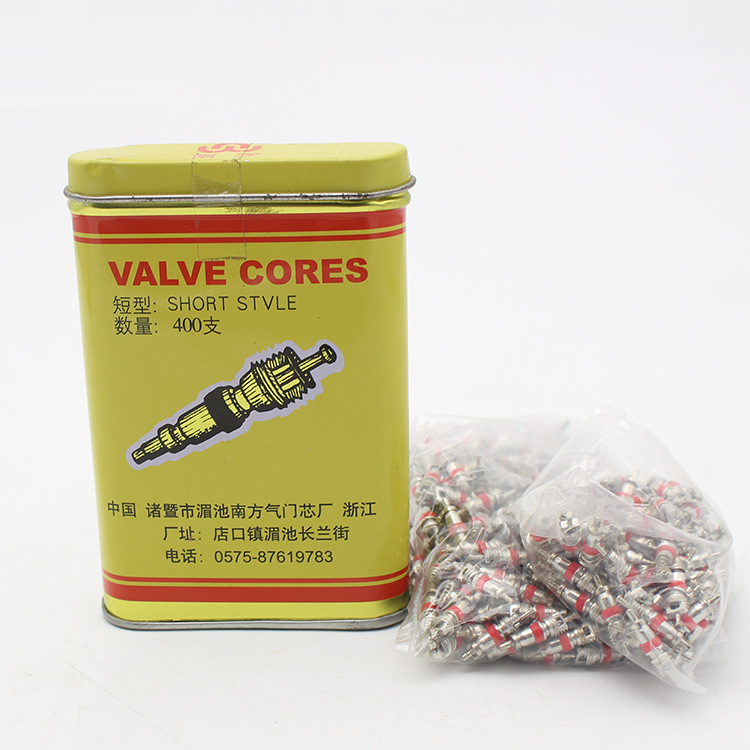 VALVE CORES
短型: SHORT STVLE
数量: 400支
中国 诸暨市湄池南方气门芯厂 浙江
厂址: 店口镇湄池长兰街
电话: 0575-87619783